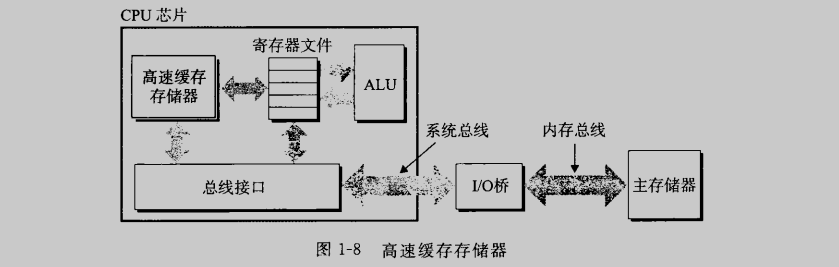 CPU 芯片
寄存器文件
高速缓存
存储器
ALU
系统总线
内存总线
总线接口
I/O桥
主存储器
图 1-8 高速缓存存储器